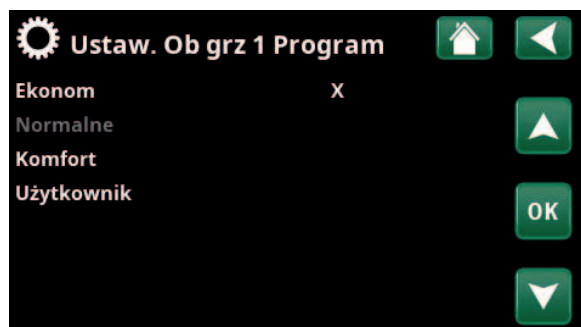 Ustaw. Ob grz 1 Program
Ekonom X
Normalne
Komfort
Użytkownik
OK